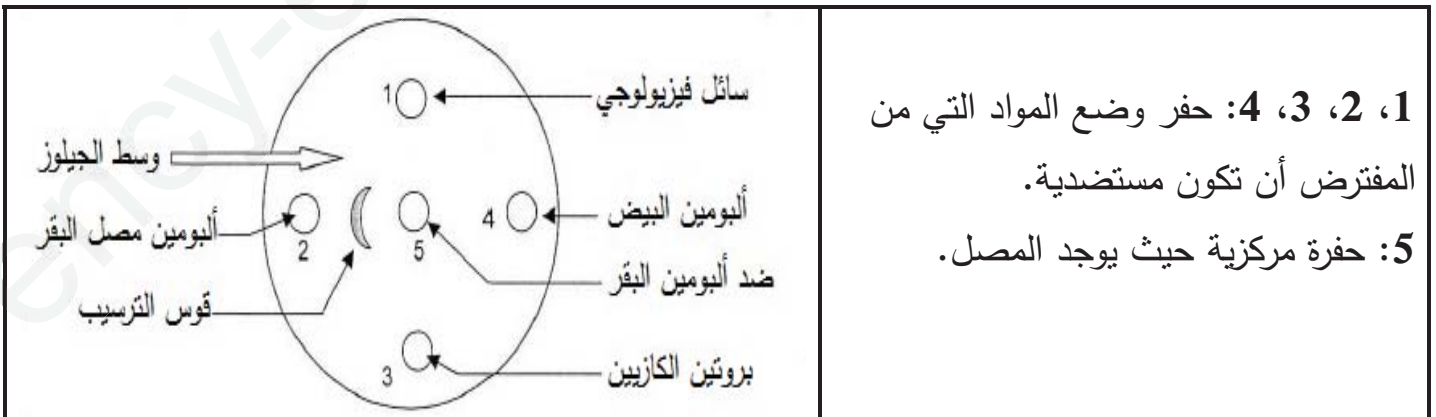 1، 2، 3، 4: حفر وضع المواد التي من
المفترض أن تكون مستضدية.
5: حفرة مركزية حيث يوجد المصل.
سائل فيزيولوجي
1
وسط الجيلوز
ألبومين البيض
4
5
2
ألبومين مصل البقر
ضد ألبومين البقر
قوس الترسيب
بروتين الكازيين
3